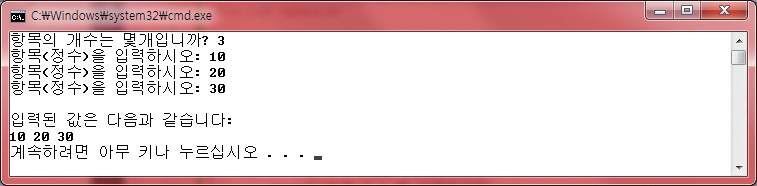 C:₩Windows₩system32₩cmd.exe
항목의 개수는 몇개입니까? 3
항목(정수)을 입력하시오: 10
항목(정수)을 입력하시오: 20
항목(정수)을 입력하시오: 30
입력된 값은 다음과 같습니다:
10 20 30
계속하려면 아무 키나 누르십시오 . . .